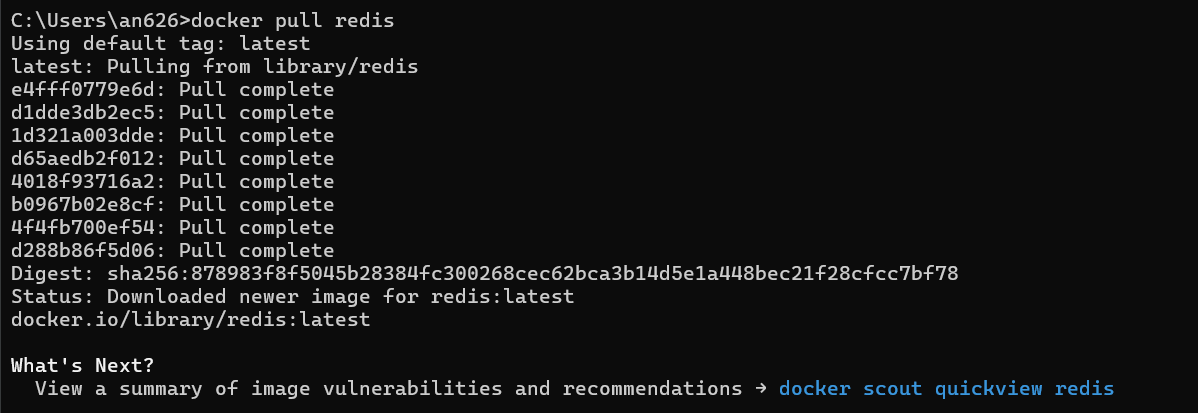 C:\Users\an626>docker pull redis
Using default tag: latest
latest: Pulling from library/redis
e4fff0779e6d: Pull complete
d1dde3db2ec5: Pull complete
1d321a003dde: Pull complete
d65aedb2f012: Pull complete
4018f93716a2: Pull complete
b0967b02e8cf: Pull complete
4f4fb700ef54: Pull complete
d288b86f5d06: Pull complete
Digest: sha256:878983f8f5045b28384fc300268cec62bca3b14d5e1a448bec21f28cfcc7bf78
Status: Downloaded newer image for redis:latest
docker.io/library/redis:latest
What's Next?
View a summary of image vulnerabilities and recommendations → docker scout quickview redis